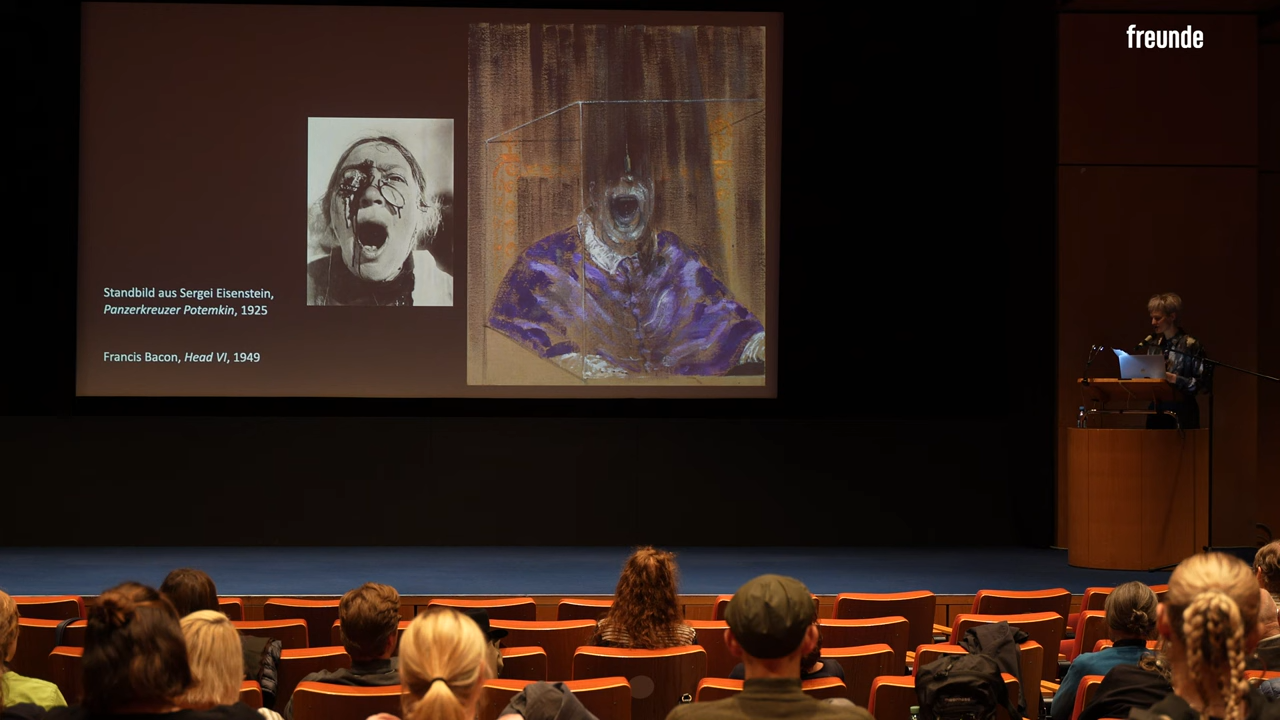 freunde
Standbild aus Sergei Eisenstein,
Panzerkreuzer Potemkin, 1925
Francis Bacon, Head VI, 1949